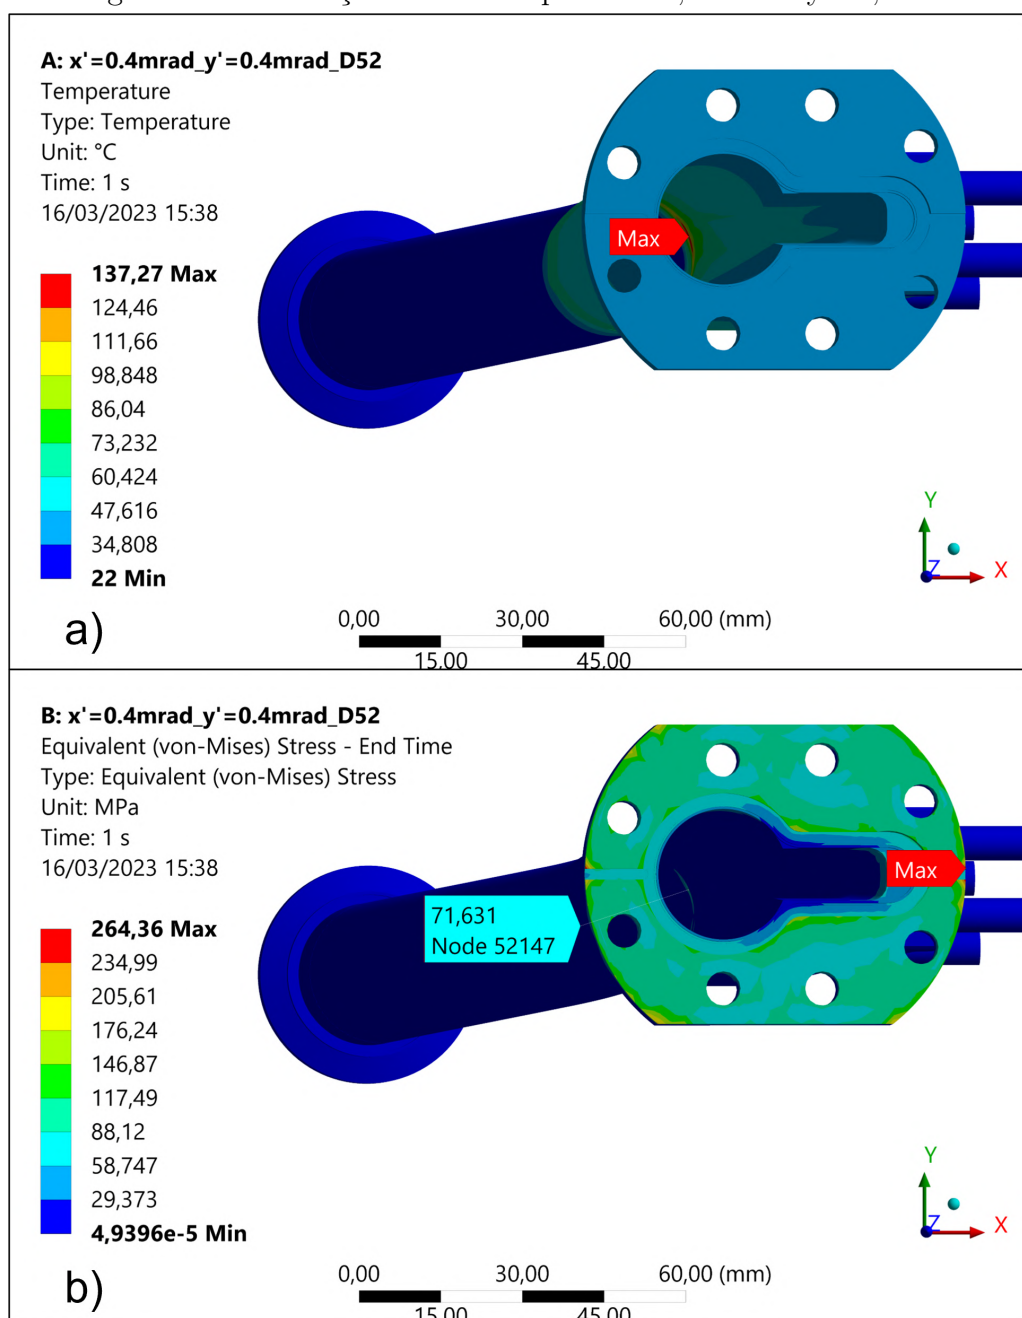 A: x'=0.4mrad_y'=0.4mrad_D52
Temperature
Type: Temperature
Unit: °C
Time: 1 s
16/03/2023 15:38
137,27 Max
124,46
111,66
98,848
86,04
73,232
60,424
47,616
34,808
22 Min
Max
Y
Z
X
a)
0,00 30,00 60,00 (mm)
15,00 45,00
B: x'=0.4mrad_y'=0.4mrad_D52
Equivalent (von-Mises) Stress - End Time
Type: Equivalent (von-Mises) Stress
Unit: MPa
Time: 1 s
16/03/2023 15:38
264,36 Max
234,99
205,61
176,24
146,87
117,49
88,12
58,747
29,373
4,9396e-5 Min
Max
71,631
Node 52147
Y
Z
X
b)
0,00 30,00 60,00 (mm)
15,00 45,00